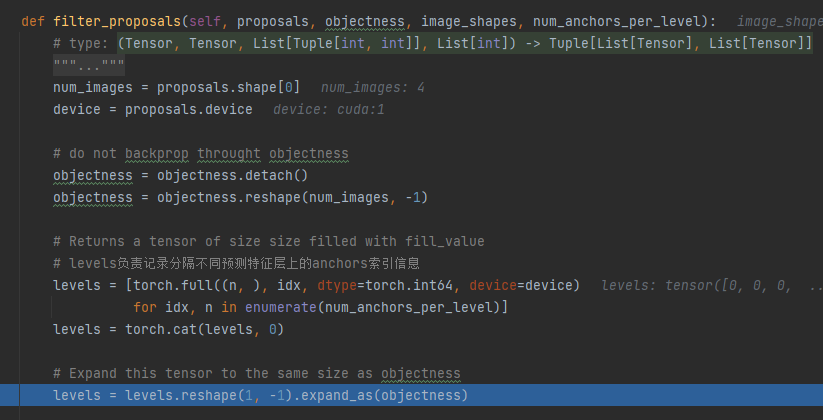 def filter_proposals(self, proposals, objectness, image_shapes, num_anchors_per_level):   image_shape
# type: (Tensor, Tensor, List[Tuple[int, int]], List[int]) -> Tuple[List[Tensor], List[Tensor]]
"""..."""
num_images = proposals.shape[0]   num_images: 4
device = proposals.device   device: cuda:1
# do not backprop throught objectness
objectness = objectness.detach()
objectness = objectness.reshape(num_images, -1)
# Returns a tensor of size size filled with fill_value
# levels负责记录分隔不同预测特征层上的anchors索引信息
levels = [torch.full((n, ), idx, dtype=torch.int64, device=device)   levels: tensor([0, 0, 0,  ..
for idx, n in enumerate(num_anchors_per_level)]
levels = torch.cat(levels, 0)
# Expand this tensor to the same size as objectness
levels = levels.reshape(1, -1).expand_as(objectness)